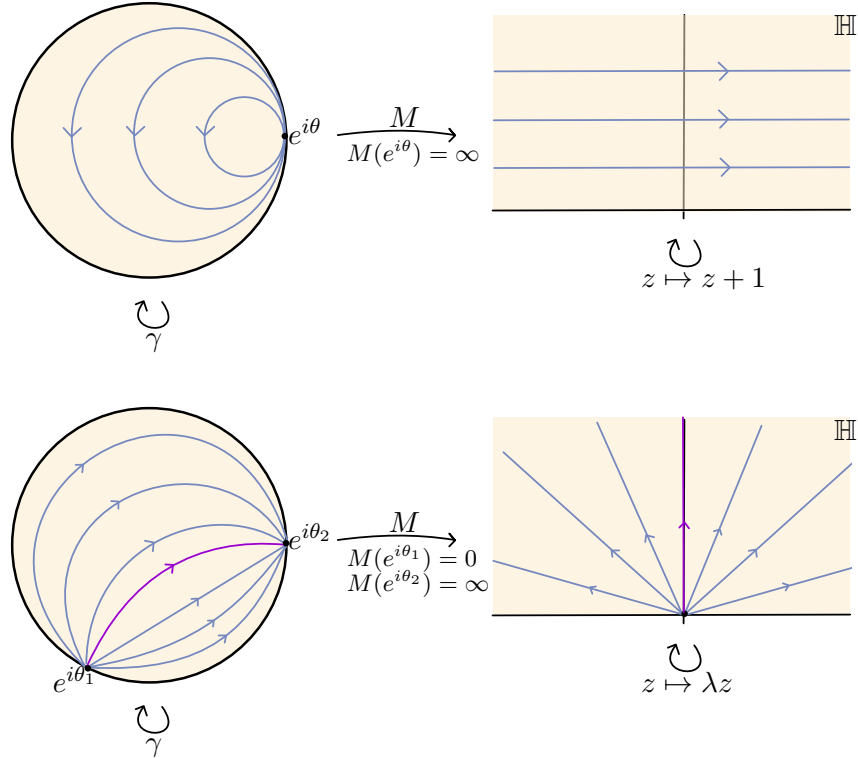 ℍ
e^{iθ}
M
M(e^{iθ}) = ∞
z ↦ z + 1
γ
ℍ
e^{iθ_2}
M
M(e^{iθ_1}) = 0
M(e^{iθ_2}) = ∞
e^{iθ_1}
z ↦ λz
γ